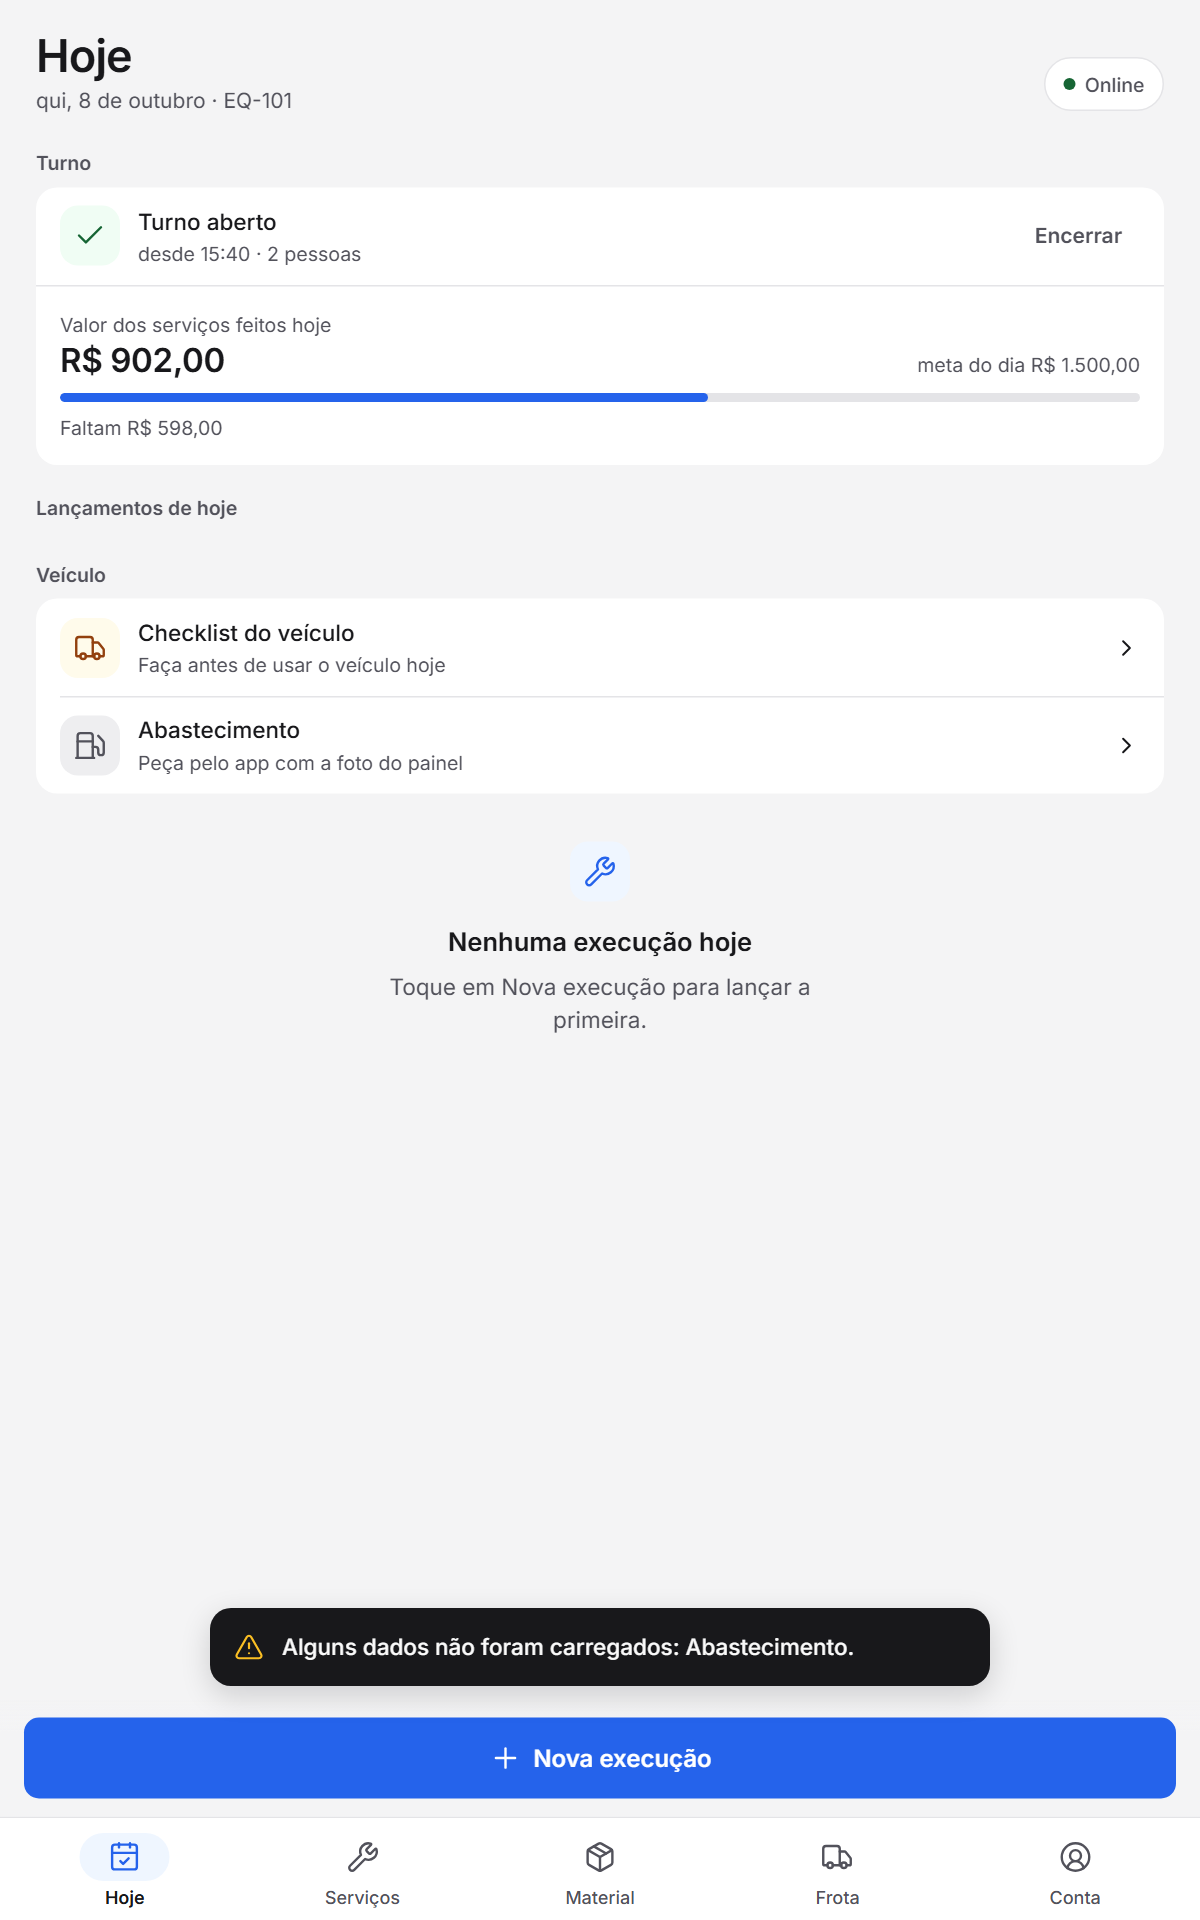 Hoje
qui, 8 de outubro · EQ-101
Online
Turno
Turno aberto
desde 15:40 · 2 pessoas
Encerrar
Valor dos serviços feitos hoje
R$ 902,00
meta do dia R$ 1.500,00
Faltam R$ 598,00
Lançamentos de hoje
Veículo
Checklist do veículo
Faça antes de usar o veículo hoje
Abastecimento
Peça pelo app com a foto do painel
Nenhuma execução hoje
Toque em Nova execução para lançar a
primeira.
Alguns dados não foram carregados: Abastecimento.
Nova execução
Hoje
Serviços
Material
Frota
Conta